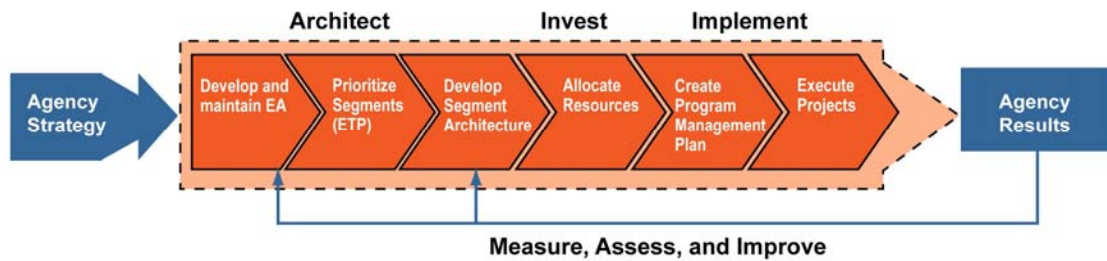 Architect
Invest
Implement
Agency
Strategy
Develop and
maintain EA
Prioritize
Segments
(ETP)
Develop
Segment
Architecture
Allocate
Resources
Create
Program
Management
Plan
Execute
Projects
Agency
Results
Measure, Assess, and Improve